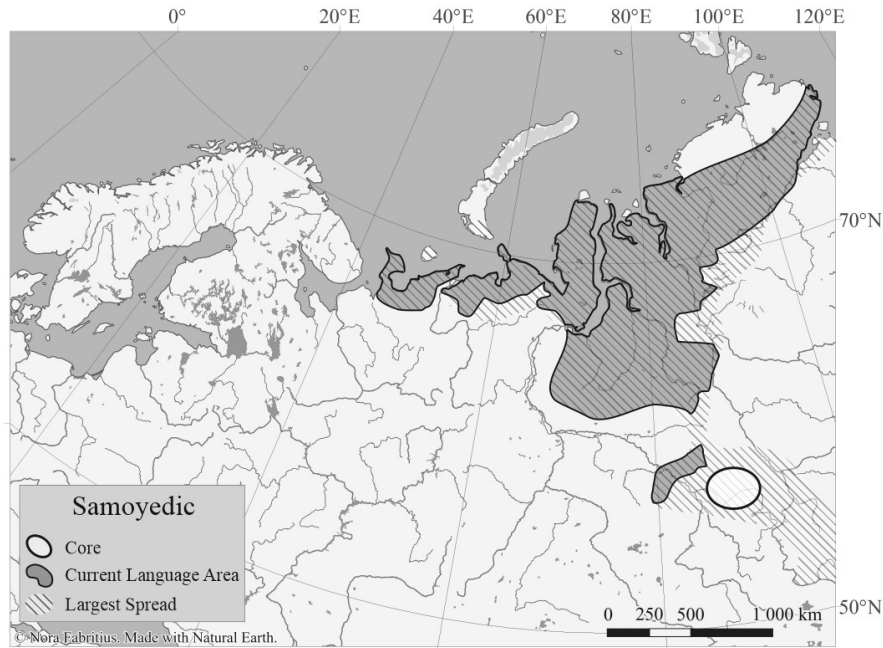 0° 20°E 40°E 60°E 80°E 100°E 120°E
70°N
Samoyedic
Core
Current Language Area
Largest Spread
0 250 500 1 000 km
50°N
© Nora Fabritius. Made with Natural Earth.